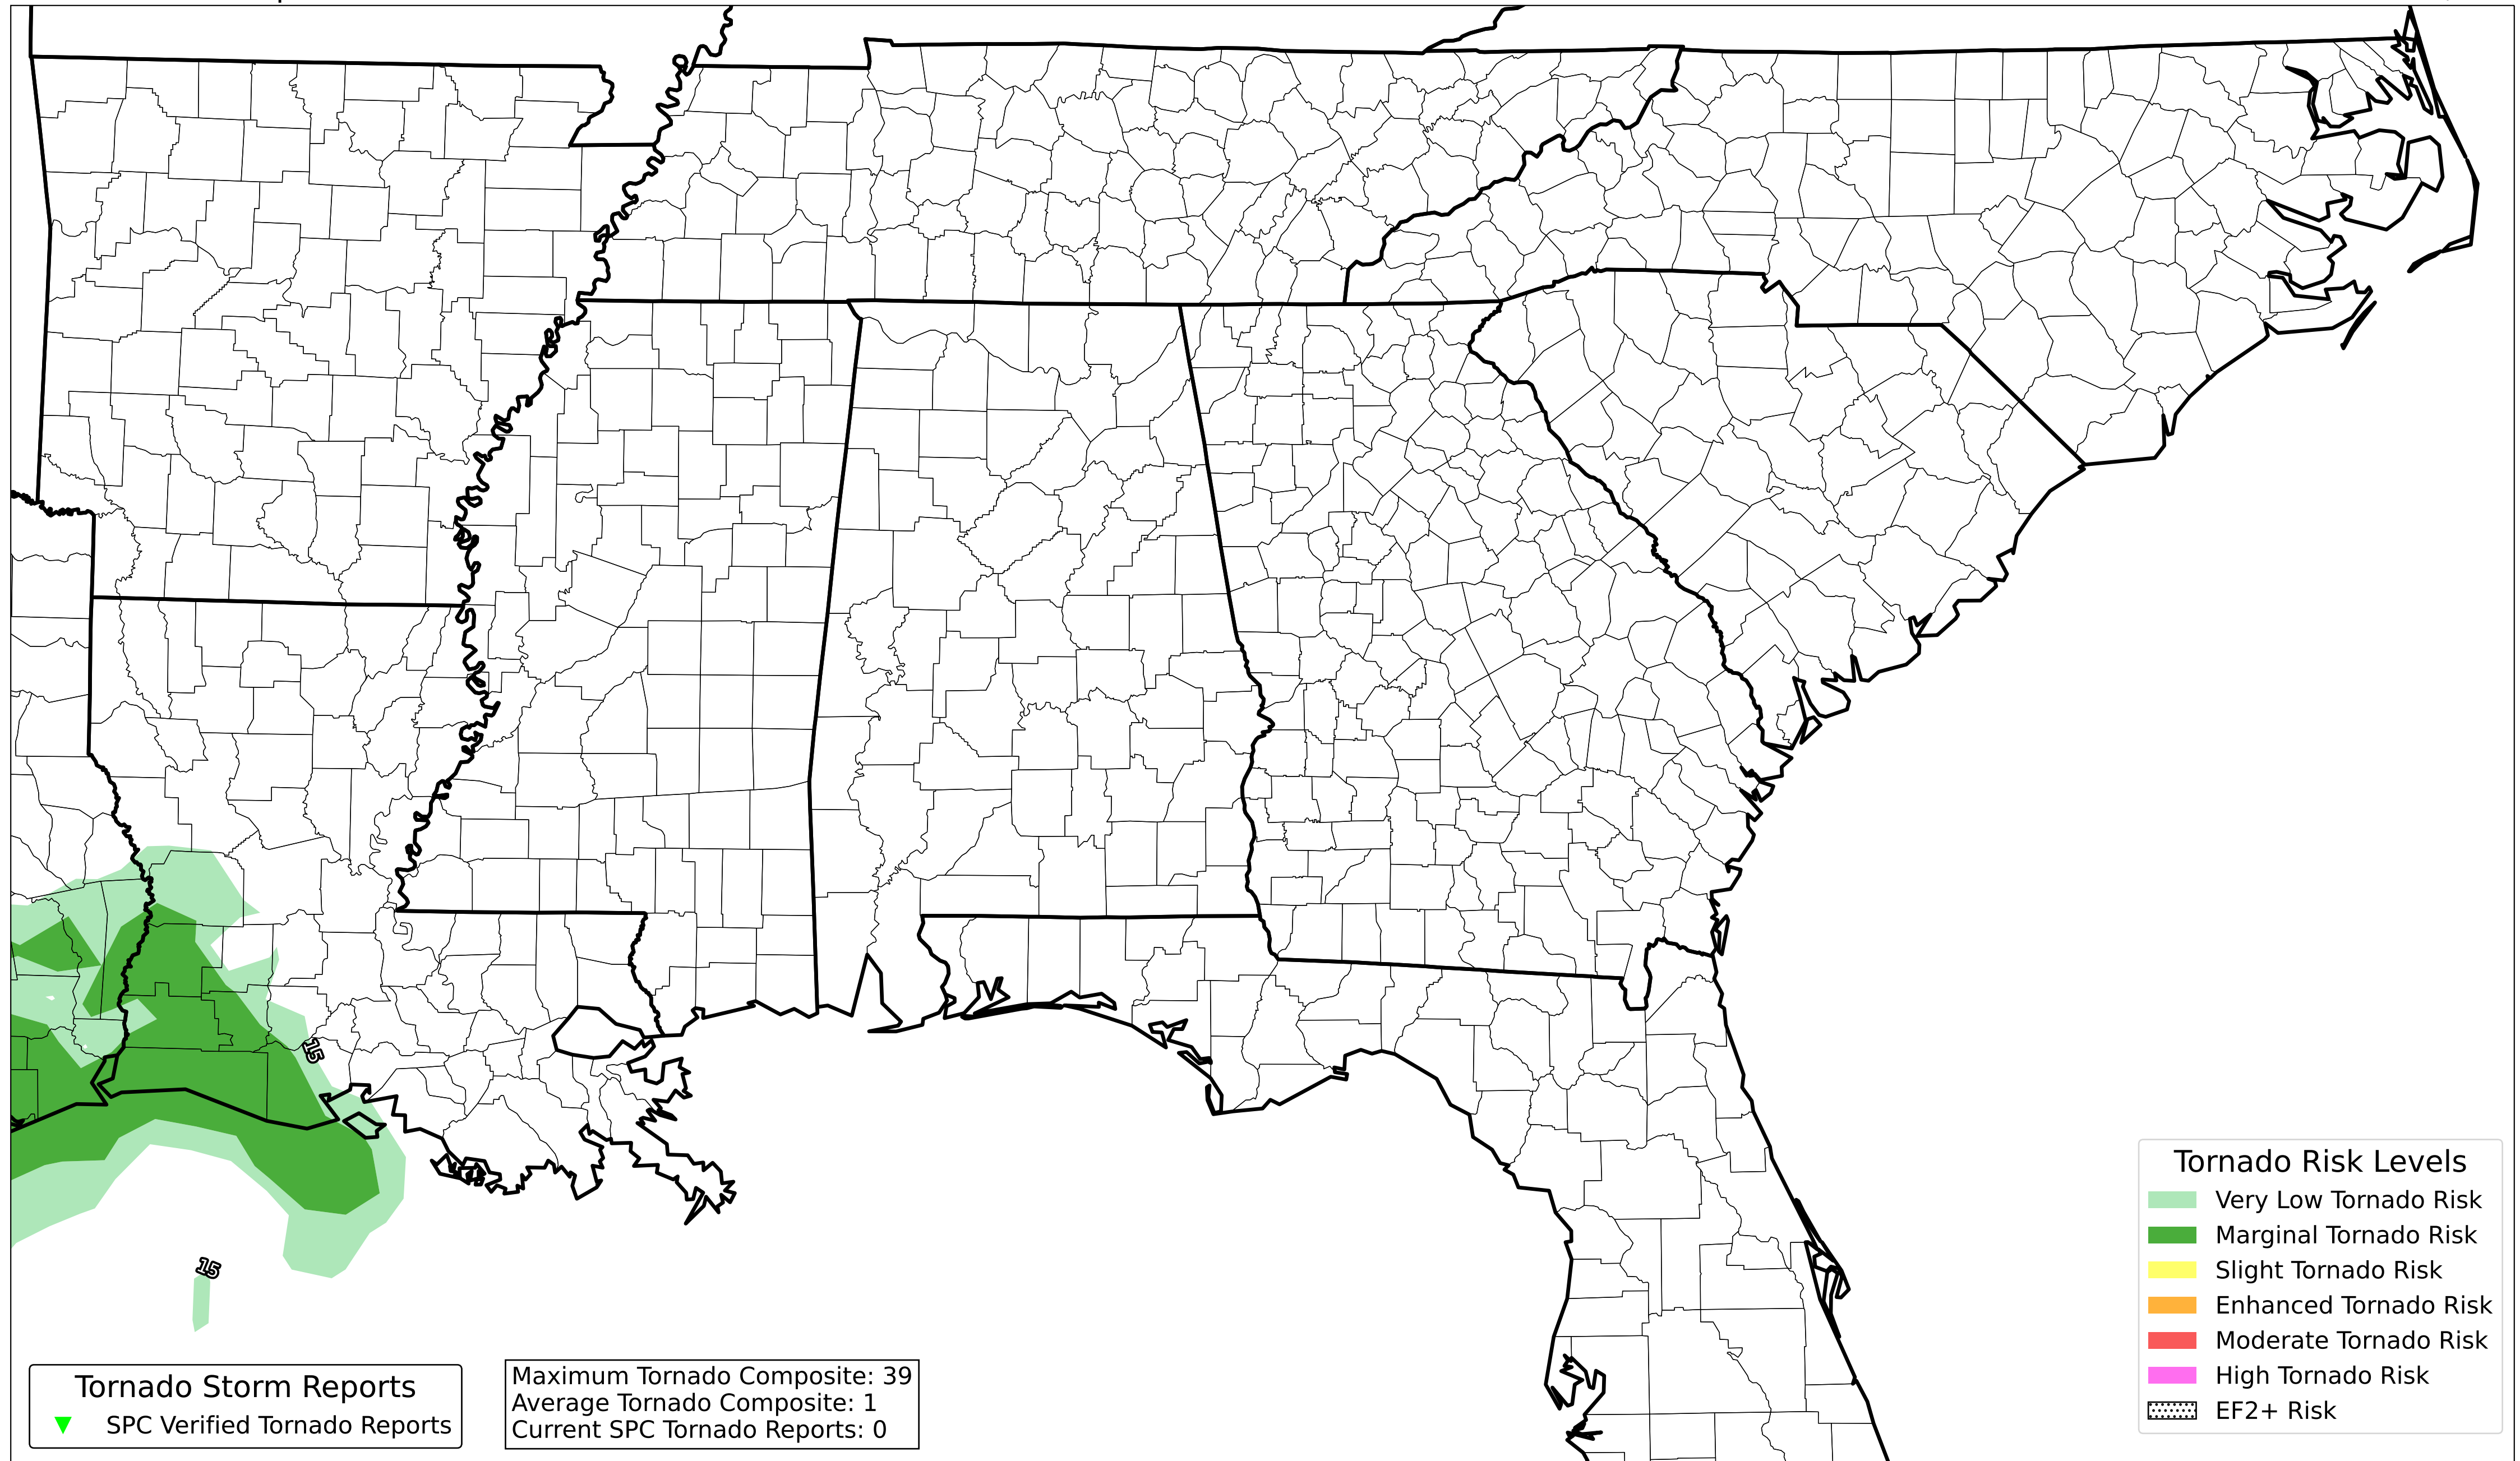 15
15
Tornado Risk Levels
Very Low Tornado Risk
Marginal Tornado Risk
Slight Tornado Risk
Enhanced Tornado Risk
Moderate Tornado Risk
High Tornado Risk
EF2+ Risk
Tornado Storm Reports
SPC Verified Tornado Reports
Maximum Tornado Composite: 39
Average Tornado Composite: 1
Current SPC Tornado Reports: 0